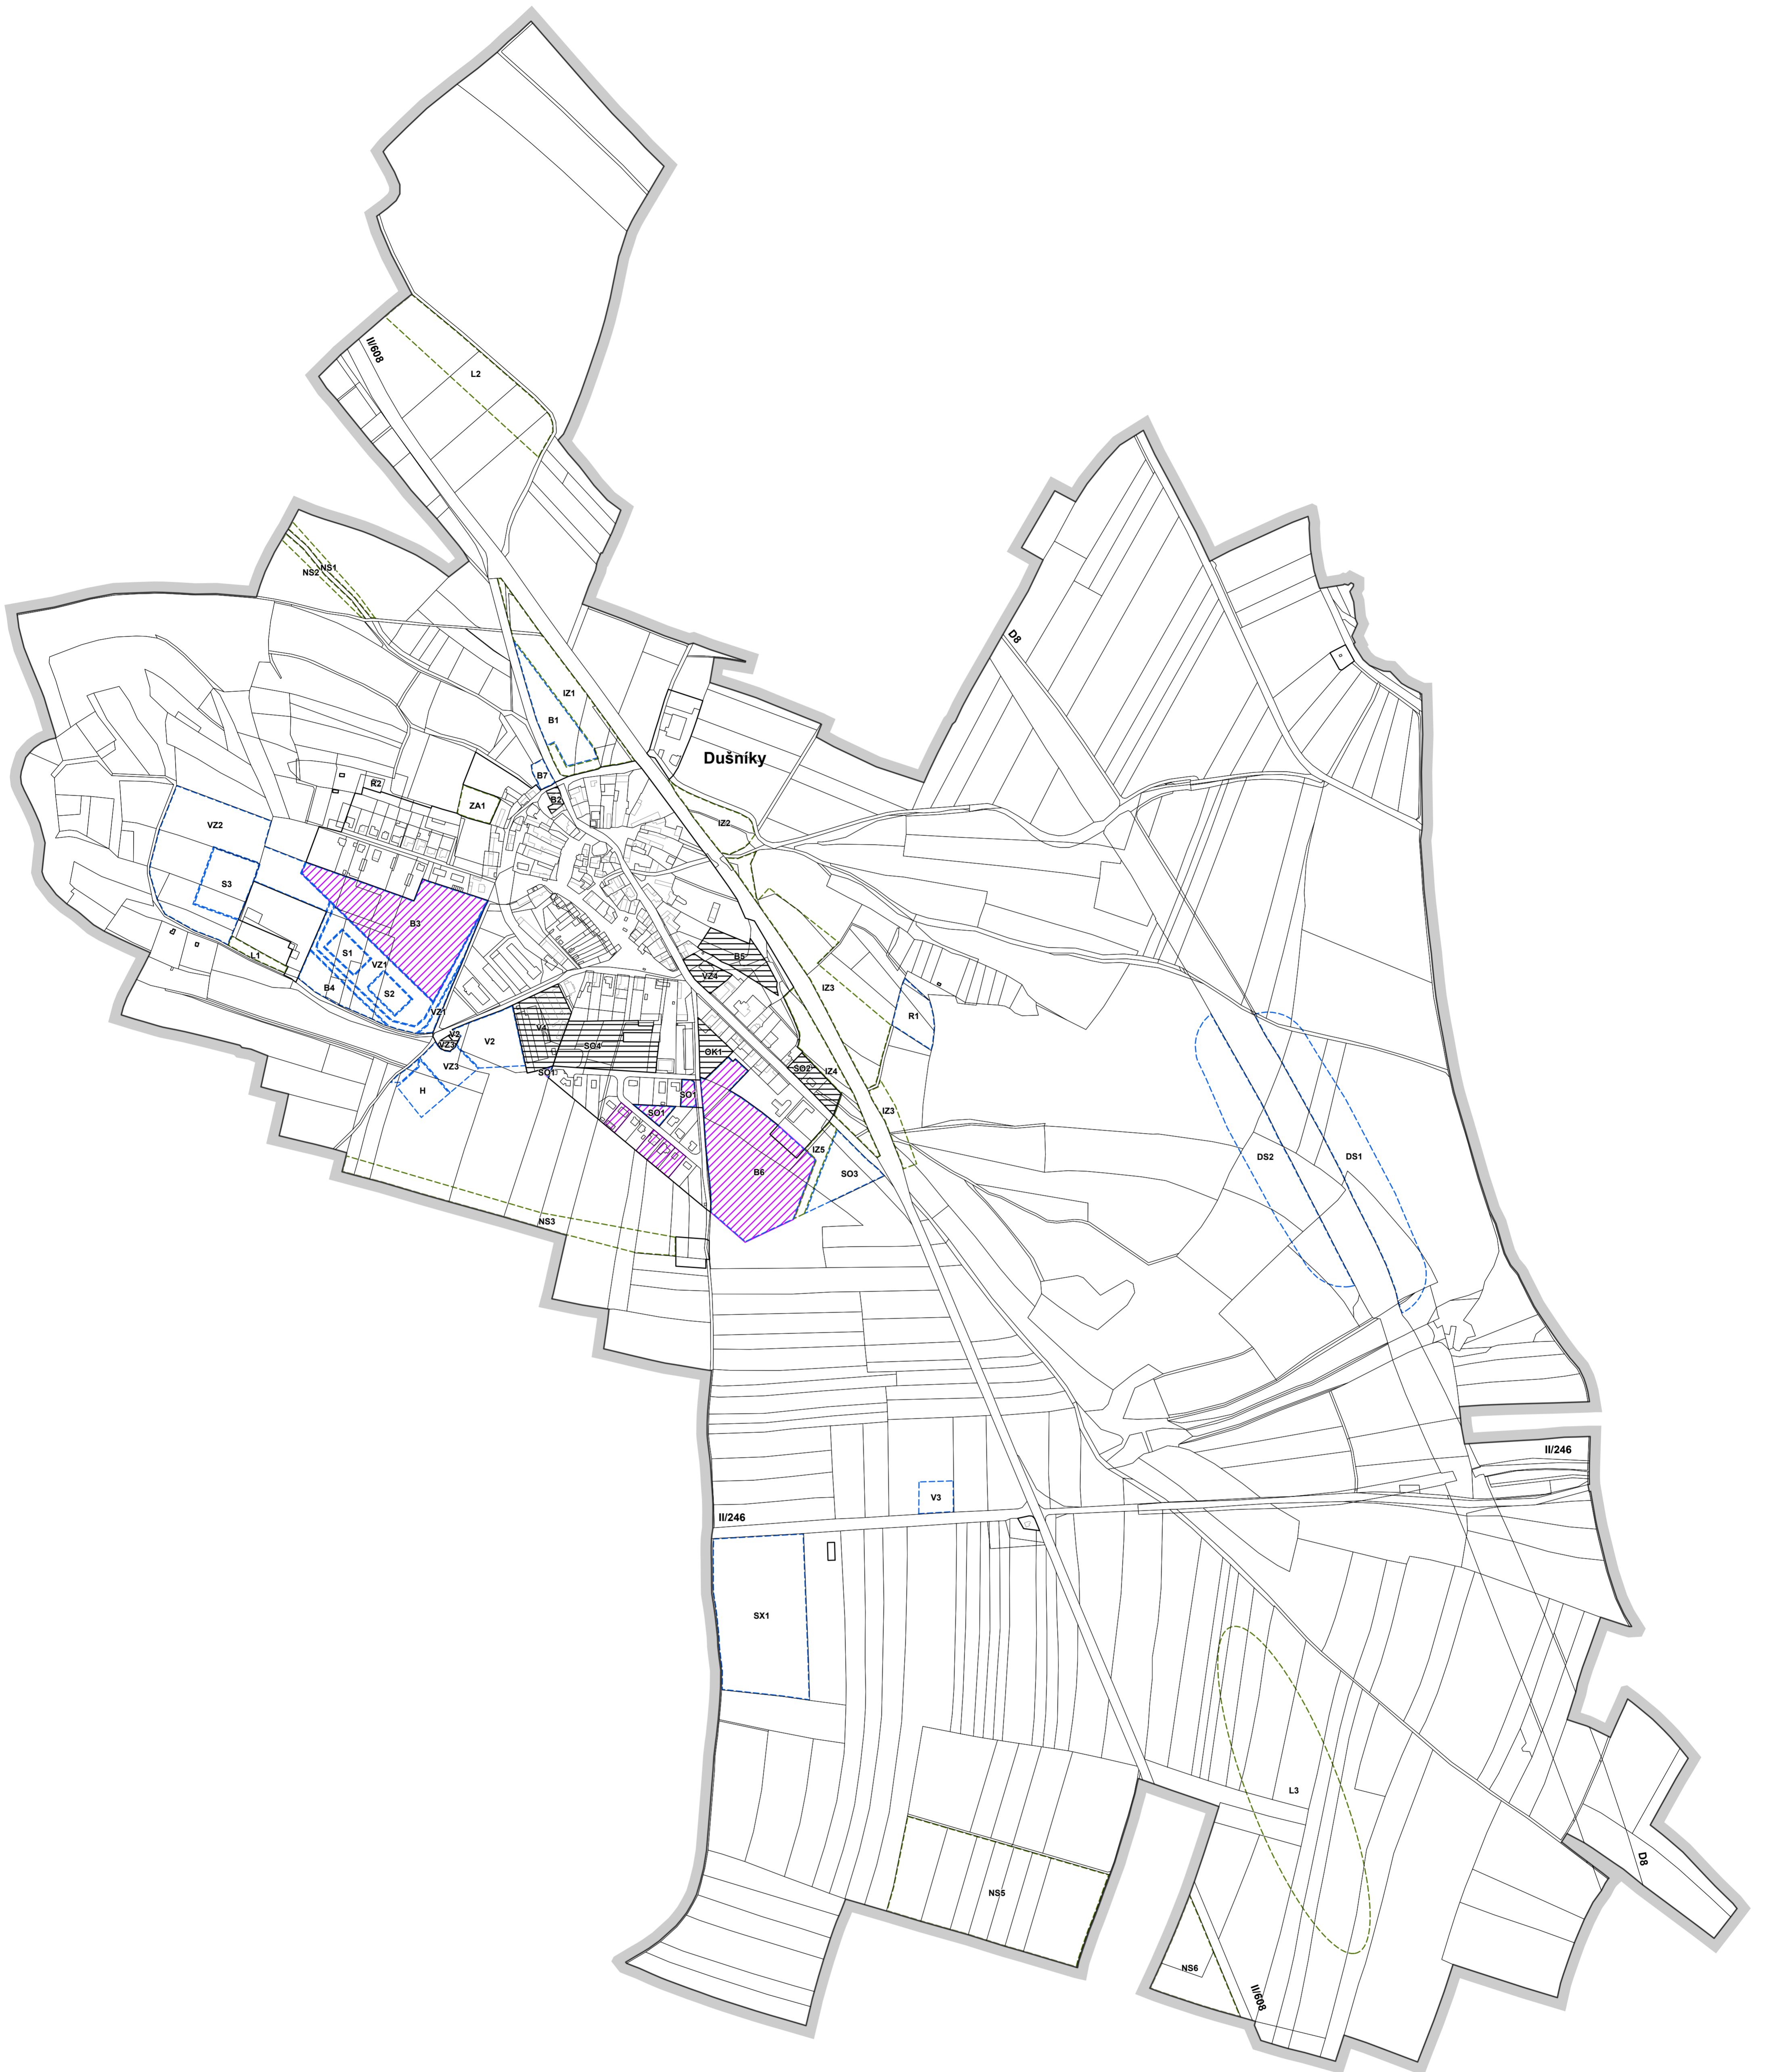 II/608
L2
NS1
NS2
D8
IZ1
B1
Dušníky
B7
R2
B2
ZA1
IZ2
VZ2
S3
B3
S1
L1
VZ1
B4
S2
VZ1
B5
VZ4
IZ3
R1
V4
V2
VZ3
V2
SO4
OK1
VZ3
SO1
SO2
IZ4
H
SO1
SO1
IZ3
IZ5
B6
SO3
DS2
DS1
NS3
II/246
V3
II/246
SX1
L3
D8
NS5
NS6
II/608